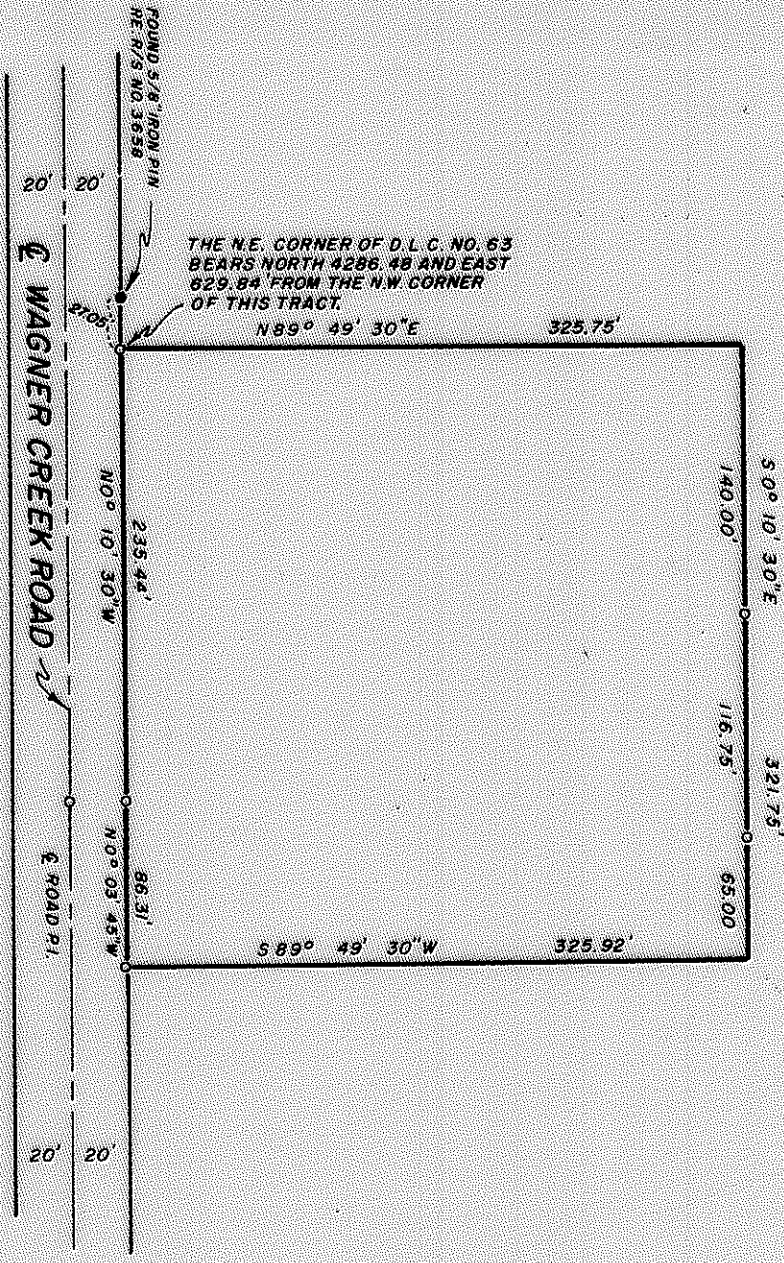 FOUND 5/8" IRON PIN
RE: R/S NO. 3658
20'
20'
THE N.E. CORNER OF D.L.C. NO. 63
BEARS NORTH 4286.48 AND EAST
629.84' FROM THE N.W. CORNER
OF THIS TRACT.
27.05'
N 89° 49' 30" E
325.75'
S 0° 10' 30" E
321.75'
140.00'
116.75'
65.00
235.44'
N 0° 10' 30" W
86.31'
N 0° 03' 45" W
S 89° 49' 30" W
325.92'
℄ WAGNER CREEK ROAD
℄ ROAD P.I.
20'
20'